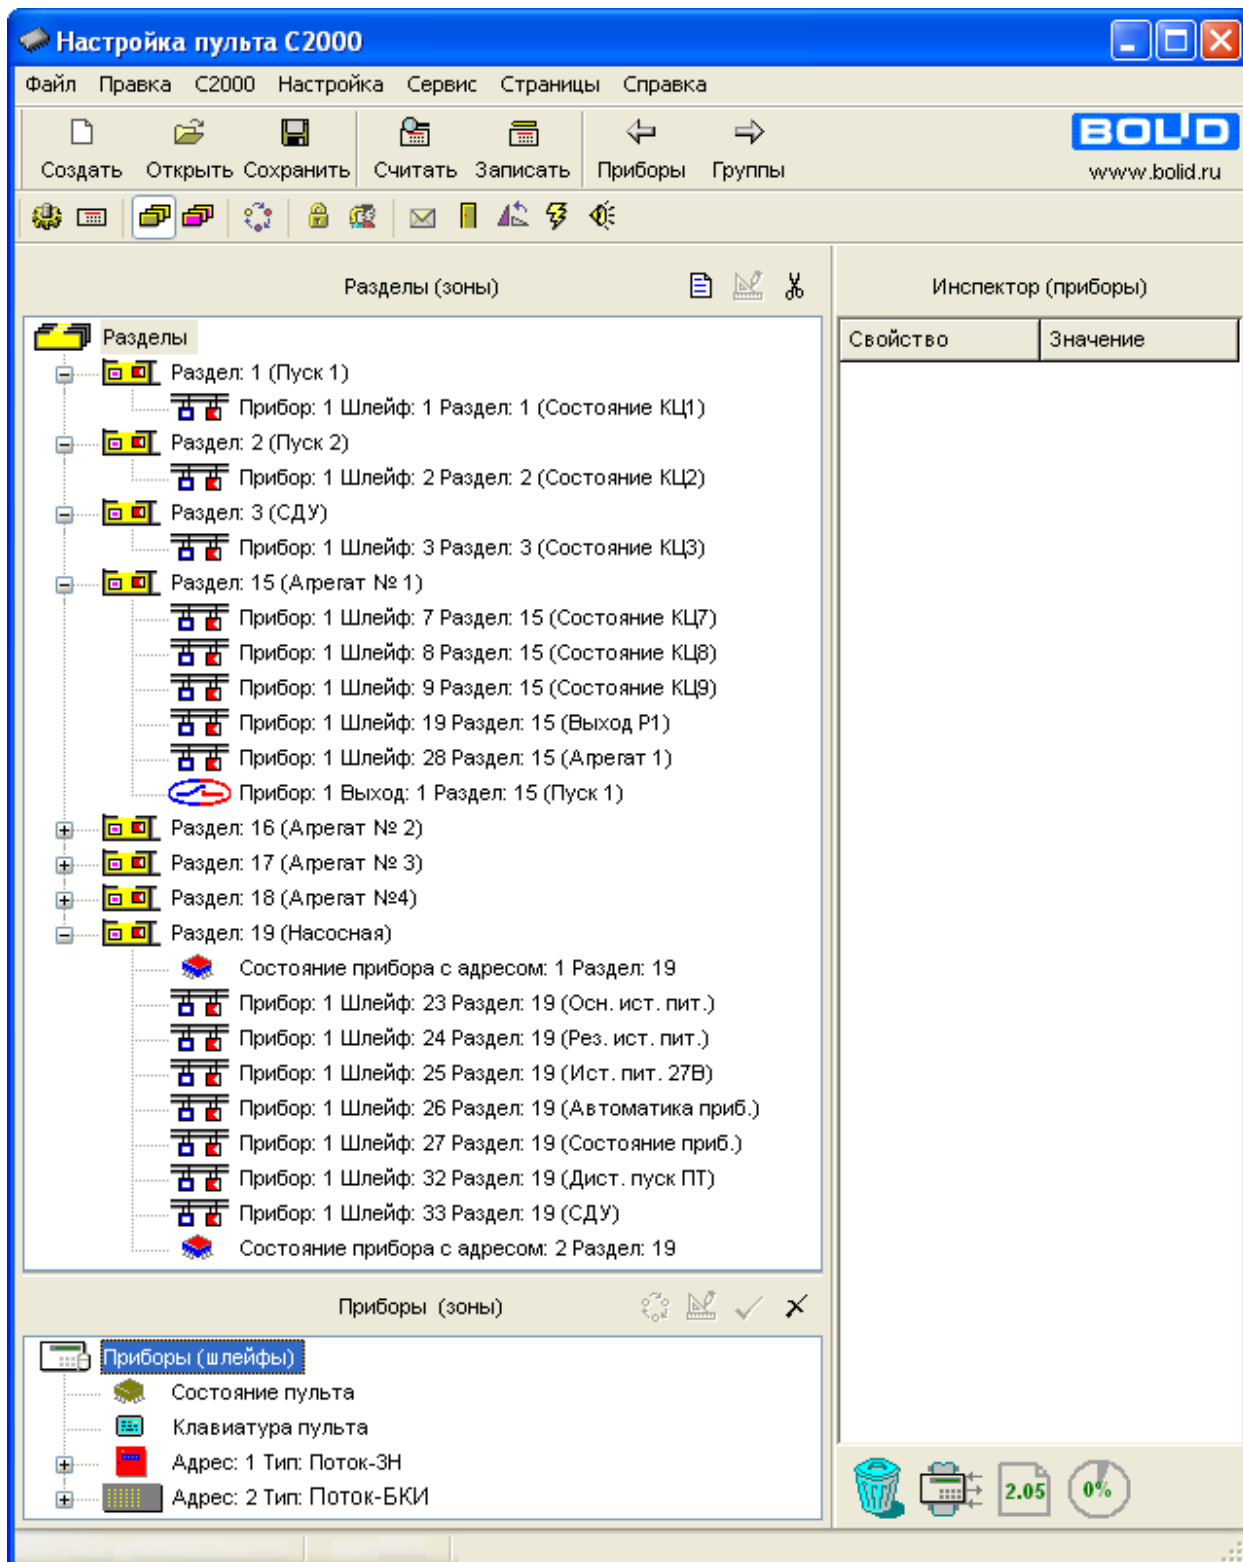 Настройка пульта С2000
Файл Правка С2000 Настройка Сервис Страницы Справка
Создать Открыть Сохранить Считать Записать Приборы Группы
BOLID
www.bolid.ru
Разделы (зоны)
Инспектор (приборы)
Свойство Значение
Разделы
Раздел: 1 (Пуск 1)
Прибор: 1 Шлейф: 1 Раздел: 1 (Состояние КЦ1)
Раздел: 2 (Пуск 2)
Прибор: 1 Шлейф: 2 Раздел: 2 (Состояние КЦ2)
Раздел: 3 (СДУ)
Прибор: 1 Шлейф: 3 Раздел: 3 (Состояние КЦ3)
Раздел: 15 (Агрегат № 1)
Прибор: 1 Шлейф: 7 Раздел: 15 (Состояние КЦ7)
Прибор: 1 Шлейф: 8 Раздел: 15 (Состояние КЦ8)
Прибор: 1 Шлейф: 9 Раздел: 15 (Состояние КЦ9)
Прибор: 1 Шлейф: 19 Раздел: 15 (Выход Р1)
Прибор: 1 Шлейф: 28 Раздел: 15 (Агрегат 1)
Прибор: 1 Выход: 1 Раздел: 15 (Пуск 1)
Раздел: 16 (Агрегат № 2)
Раздел: 17 (Агрегат № 3)
Раздел: 18 (Агрегат №4)
Раздел: 19 (Насосная)
Состояние прибора с адресом: 1 Раздел: 19
Прибор: 1 Шлейф: 23 Раздел: 19 (Осн. ист. пит.)
Прибор: 1 Шлейф: 24 Раздел: 19 (Рез. ист. пит.)
Прибор: 1 Шлейф: 25 Раздел: 19 (Ист. пит. 27В)
Прибор: 1 Шлейф: 26 Раздел: 19 (Автоматика приб.)
Прибор: 1 Шлейф: 27 Раздел: 19 (Состояние приб.)
Прибор: 1 Шлейф: 32 Раздел: 19 (Дист. пуск ПТ)
Прибор: 1 Шлейф: 33 Раздел: 19 (СДУ)
Состояние прибора с адресом: 2 Раздел: 19
Приборы (зоны)
Приборы (шлейфы)
Состояние пульта
Клавиатура пульта
Адрес: 1 Тип: Поток-3Н
Адрес: 2 Тип: Поток-БКИ
2.05 0%